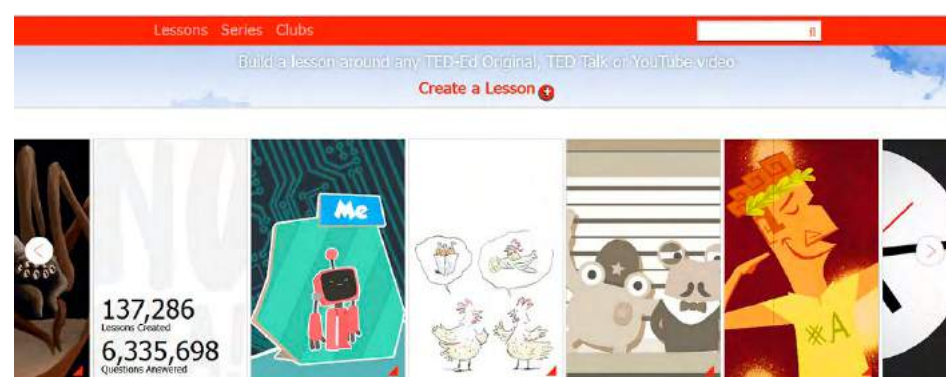 Lessons Series Clubs
Build a lesson around any TED-Ed Original, TED Talk or YouTube video
Create a Lesson
Me
137,286
Lessons Created
6,335,698
Questions Answered
#A